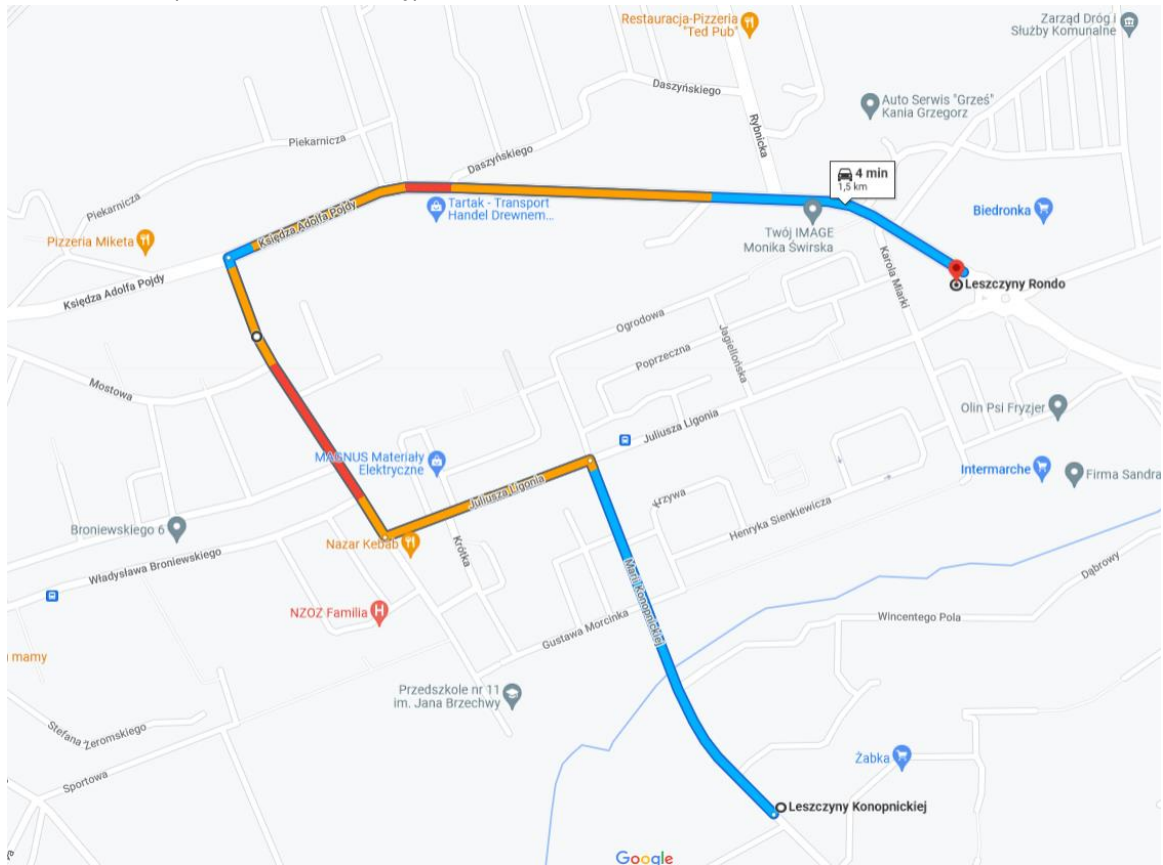 Restauracja-Pizzeria
"Ted Pub"
Zarząd Dróg i
Służby Komunalne
Daszyńskiego
Auto Serwis "Grześ"
Kania Grzegorz
Rybnicka
Piekarnicza
Daszyńskiego
4 min
1,5 km
Piekarnicza
Tartak - Transport
Handel Drewnem...
Biedronka
Twój IMAGE
Monika Świrska
Pizzeria Miketa
Księdza Adolfa Pojdy
Księdza Adolfa Pojdy
Karola Miarki
Leszczyny Rondo
Ogrodowa
Jagiellońska
Poprzeczna
Mostowa
Olin Psi Fryzjer
Juliusza Ligonia
MAGNUS Materiały
Elektryczne
Intermarche
Firma Sandra
Juliusza Ligonia
Krzywa
Henryka Sienkiewicza
Broniewskiego 6
Nazar Kebab
Krótka
Władysława Broniewskiego
Marii Konopnickiej
Dąbrowy
NZOZ Familia
Gustawa Morcinka
Wincentego Pola
mamy
Przedszkole nr 11
im. Jana Brzechwy
Stefana Żeromskiego
Sportowa
Żabka
Leszczyny Konopnickiej
Google